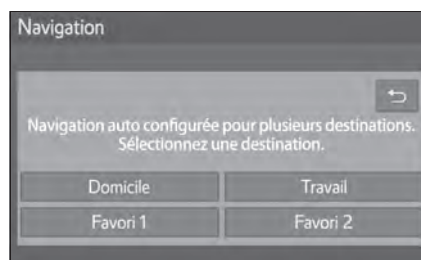 Navigation
Navigation auto configurée pour plusieurs destinations.
Sélectionnez une destination.
Domicile
Travail
Favori 1
Favori 2